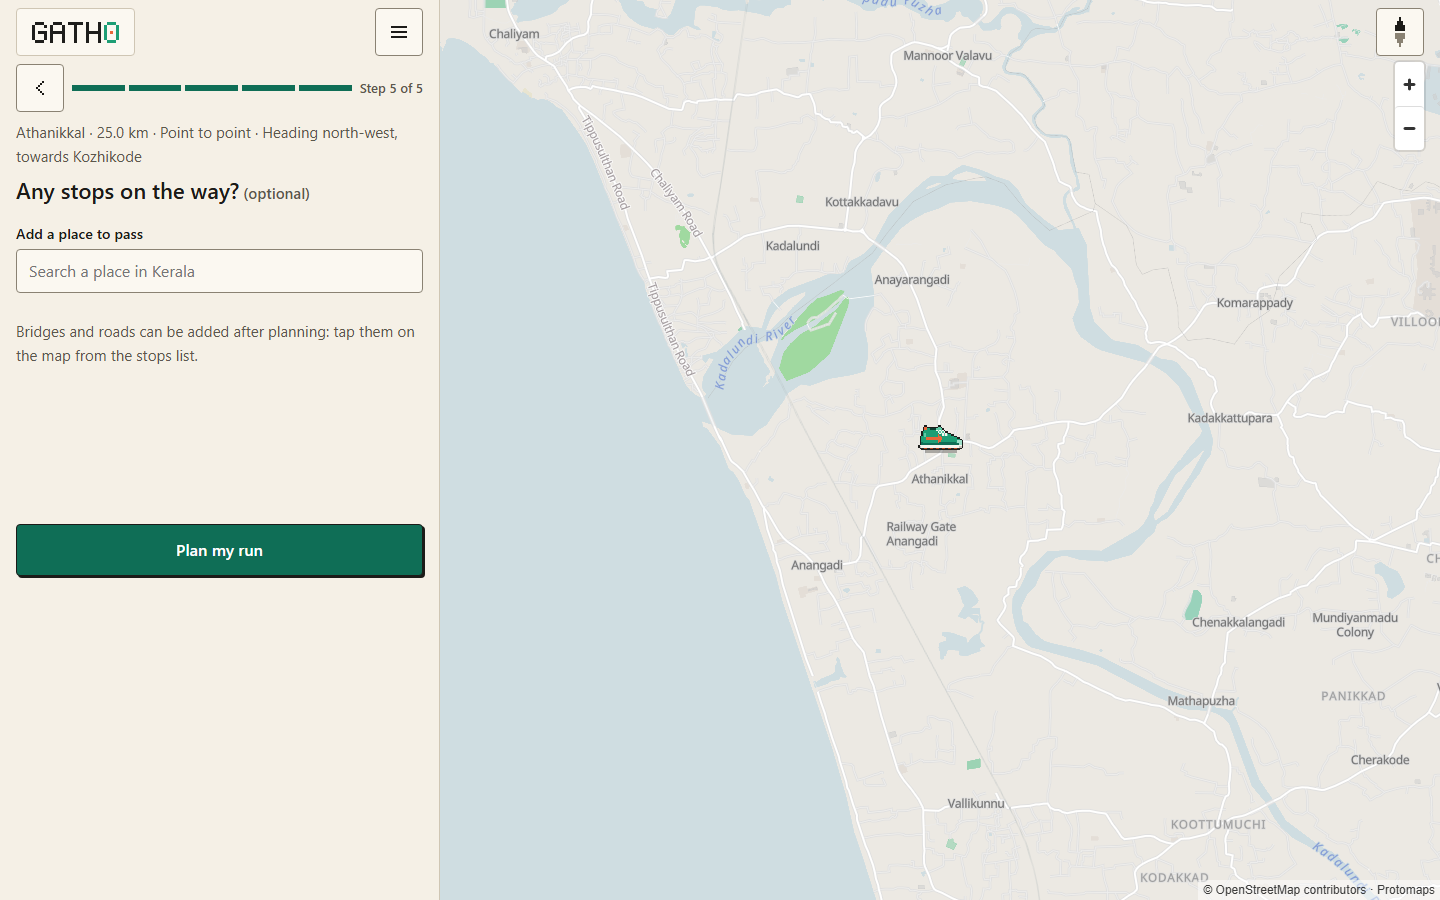 GATHO
Step 5 of 5
Athanikkal · 25.0 km · Point to point · Heading north-west,
towards Kozhikode
Any stops on the way? (optional)
Add a place to pass
Search a place in Kerala
Bridges and roads can be added after planning: tap them on
the map from the stops list.
Plan my run
Chaliyam
Mannoor Valavu
Tippusulthan Road
Chaliyam Road
Kottakkadavu
Kadalundi
Anayarangadi
Tippusulthan Road
Kadalundi River
Komarappady
Kadakkattupara
Athanikkal
Railway Gate
Anangadi
Anangadi
Chenakkalangadi
Mundiyanmadu
Colony
Mathapuzha
PANIKKAD
Cherakode
Vallikunnu
KOOTTUMUCHI
KODAKKAD
© OpenStreetMap contributors · Protomaps